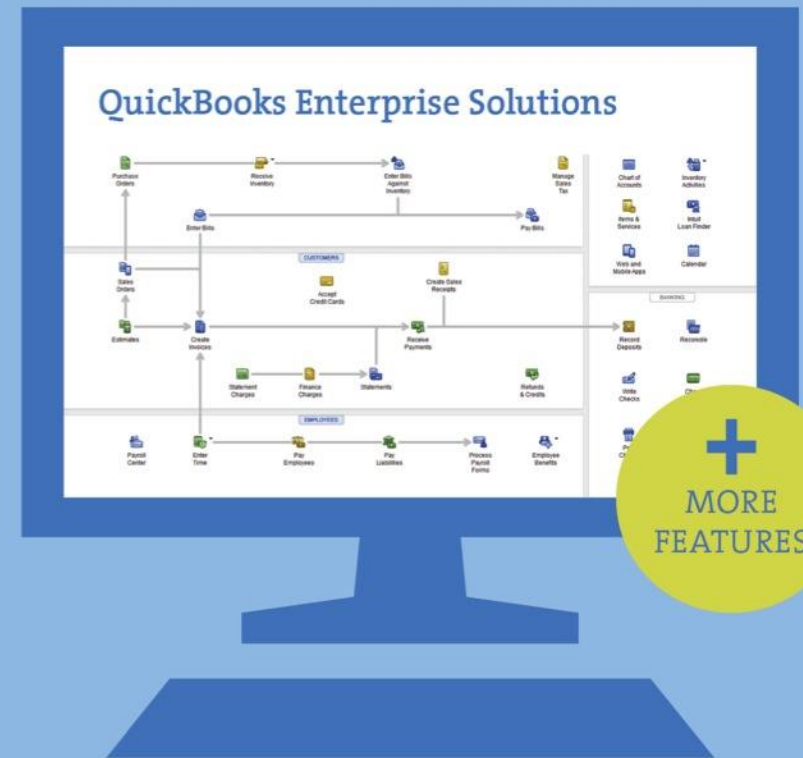 QuickBooks Enterprise Solutions
Purchase
Orders
Receive
Inventory
Enter Bills
Against
Inventory
Manage
Sales
Tax
Enter Bills
Pay Bills
Chart of
Accounts
Inventory
Activities
Items &
Services
Intuit
Loan Finder
Web and
Mobile Apps
Calendar
CUSTOMERS
Sales
Orders
Accept
Credit Cards
Create Sales
Receipts
Estimates
Create
Invoices
Receive
Payments
Statement
Charges
Finance
Charges
Statements
Refunds
& Credits
BANKING
Record
Deposits
Reconcile
Write
Checks
EMPLOYEES
Payroll
Center
Enter
Time
Pay
Employees
Pay
Liabilities
Process
Payroll
Forms
Employee
Benefits
+
MORE
FEATURES